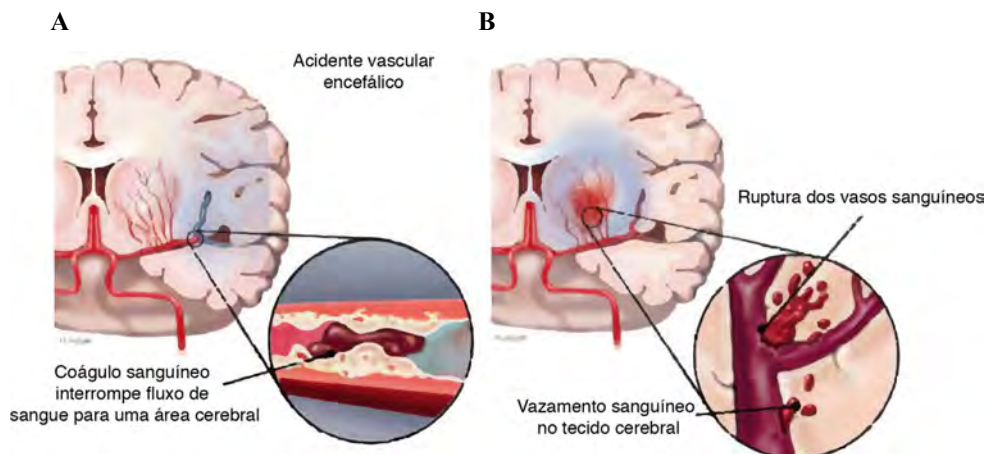 A
B
Acidente vascular
encefálico
Ruptura dos vasos sanguíneos
Coágulo sanguíneo
interrompe fluxo de
sangue para uma área cerebral
Vazamento sanguíneo
no tecido cerebral